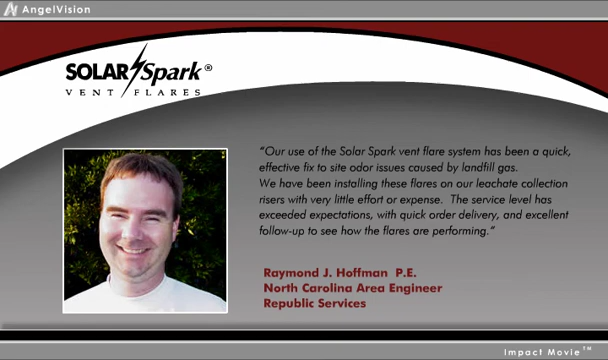 AngelVision
SOLAR Spark®
VENT FLARES
“Our use of the Solar Spark vent flare system has been a quick,
effective fix to site odor issues caused by landfill gas.
We have been installing these flares on our leachate collection
risers with very little effort or expense. The service level has
exceeded expectations, with quick order delivery, and excellent
follow-up to see how the flares are performing.”
Raymond J. Hoffman P.E.
North Carolina Area Engineer
Republic Services
Impact Movie™